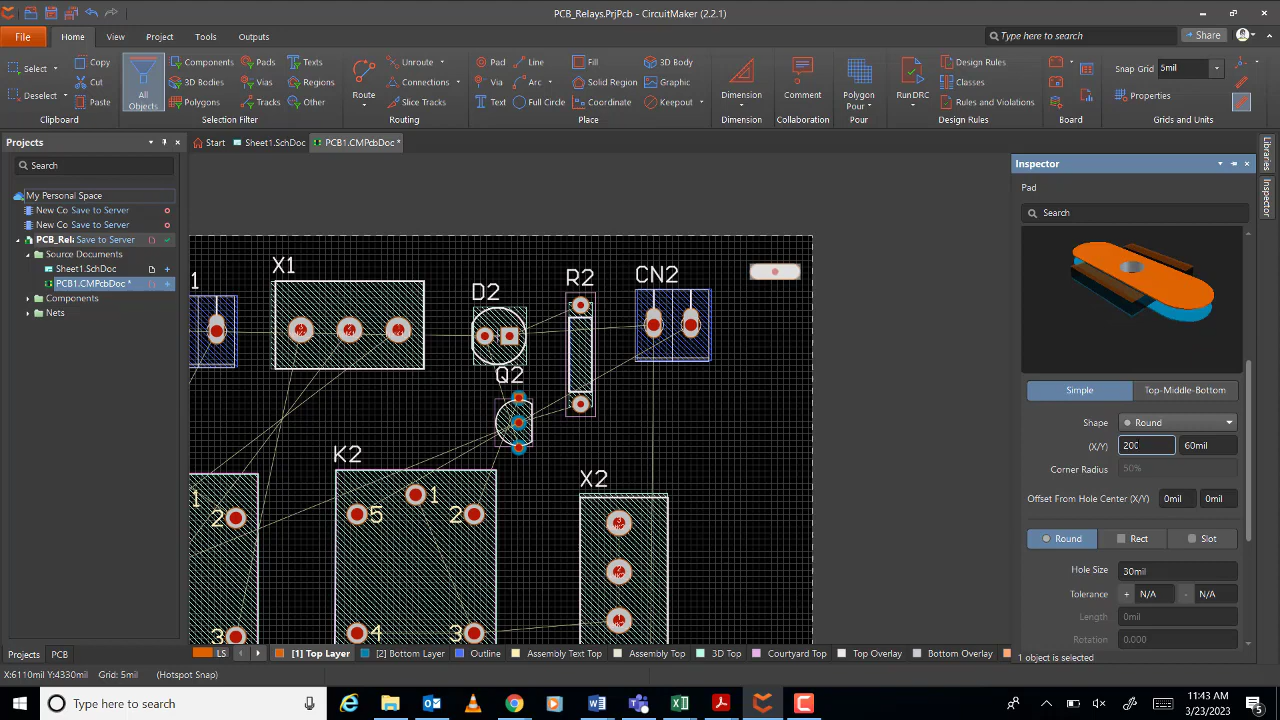 PCB_Relays.PrjPcb - CircuitMaker (2.2.1)
File Home View Project Tools Outputs
Type here to search Share
Select Copy Components Pads Texts Unroute Pad Line Fill 3D Body Design Rules Snap Grid 5mil
Cut 3D Bodies Vias Regions Connections Via Arc Solid Region Graphic Classes
Deselect Paste Polygons Tracks Other Slice Tracks Text Full Circle Coordinate Keepout Rules and Violations Properties
All Objects Route Dimension Comment Polygon Pour Run DRC
Clipboard Selection Filter Routing Place Dimension Collaboration Polygon Pour Design Rules Board Grids and Units
Projects Start Sheet1.SchDoc PCB1.CMPcbDoc *
Search
My Personal Space
New Co Save to Server
New Co Save to Server
PCB_Rela Save to Server
Source Documents
Sheet1.SchDoc
PCB1.CMPcbDoc *
Components
Nets
1
X1
D2
R2
CN2
Q2
K2
X2
1
2
3
1
5
2
4
3
Inspector
Pad
Search
Simple Top-Middle-Bottom
Shape Round
(X/Y) 200 60mil
Corner Radius 50%
Offset From Hole Center (X/Y) 0mil 0mil
Round Rect Slot
Hole Size 30mil
Tolerance + N/A - N/A
Length 0mil
Rotation 0.000
1 object is selected
Libraries
Inspector
Projects PCB
LS [1] Top Layer [2] Bottom Layer Outline Assembly Text Top Assembly Top 3D Top Courtyard Top Top Overlay Bottom Overlay
X:6110mil Y:4330mil Grid: 5mil (Hotspot Snap)
Type here to search
11:43 AM
3/23/2023
5